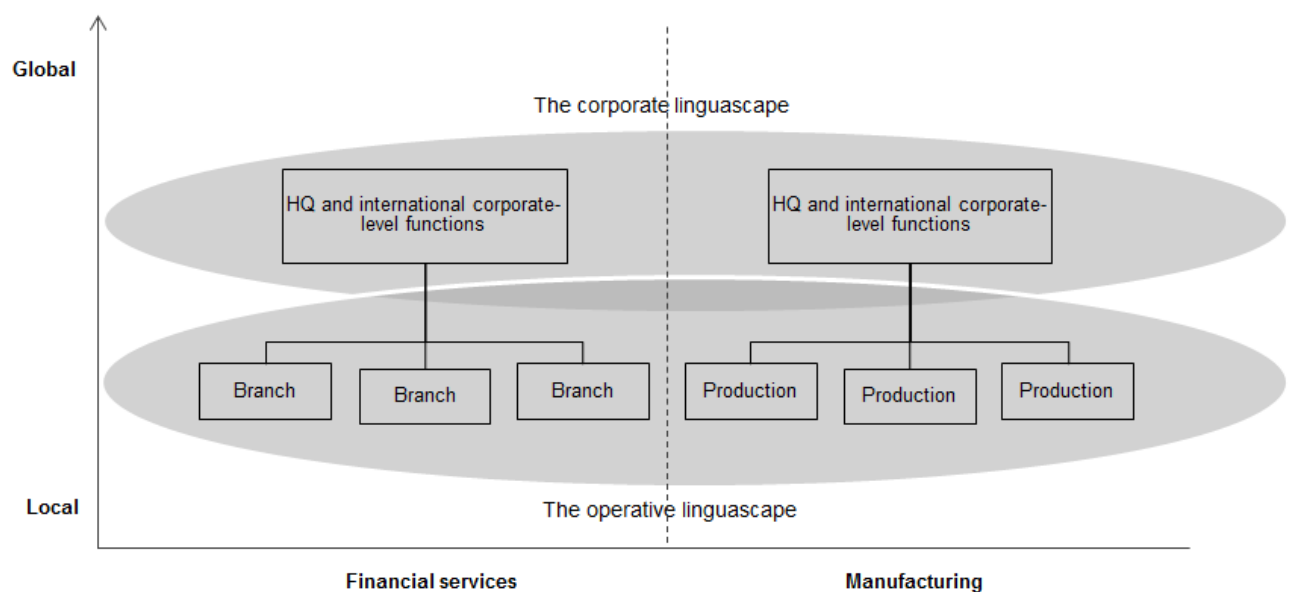 Global
The corporate linguascape
HQ and international corporate-
level functions
HQ and international corporate-
level functions
Branch
Branch
Branch
Production
Production
Production
Local
The operative linguascape
Financial services
Manufacturing